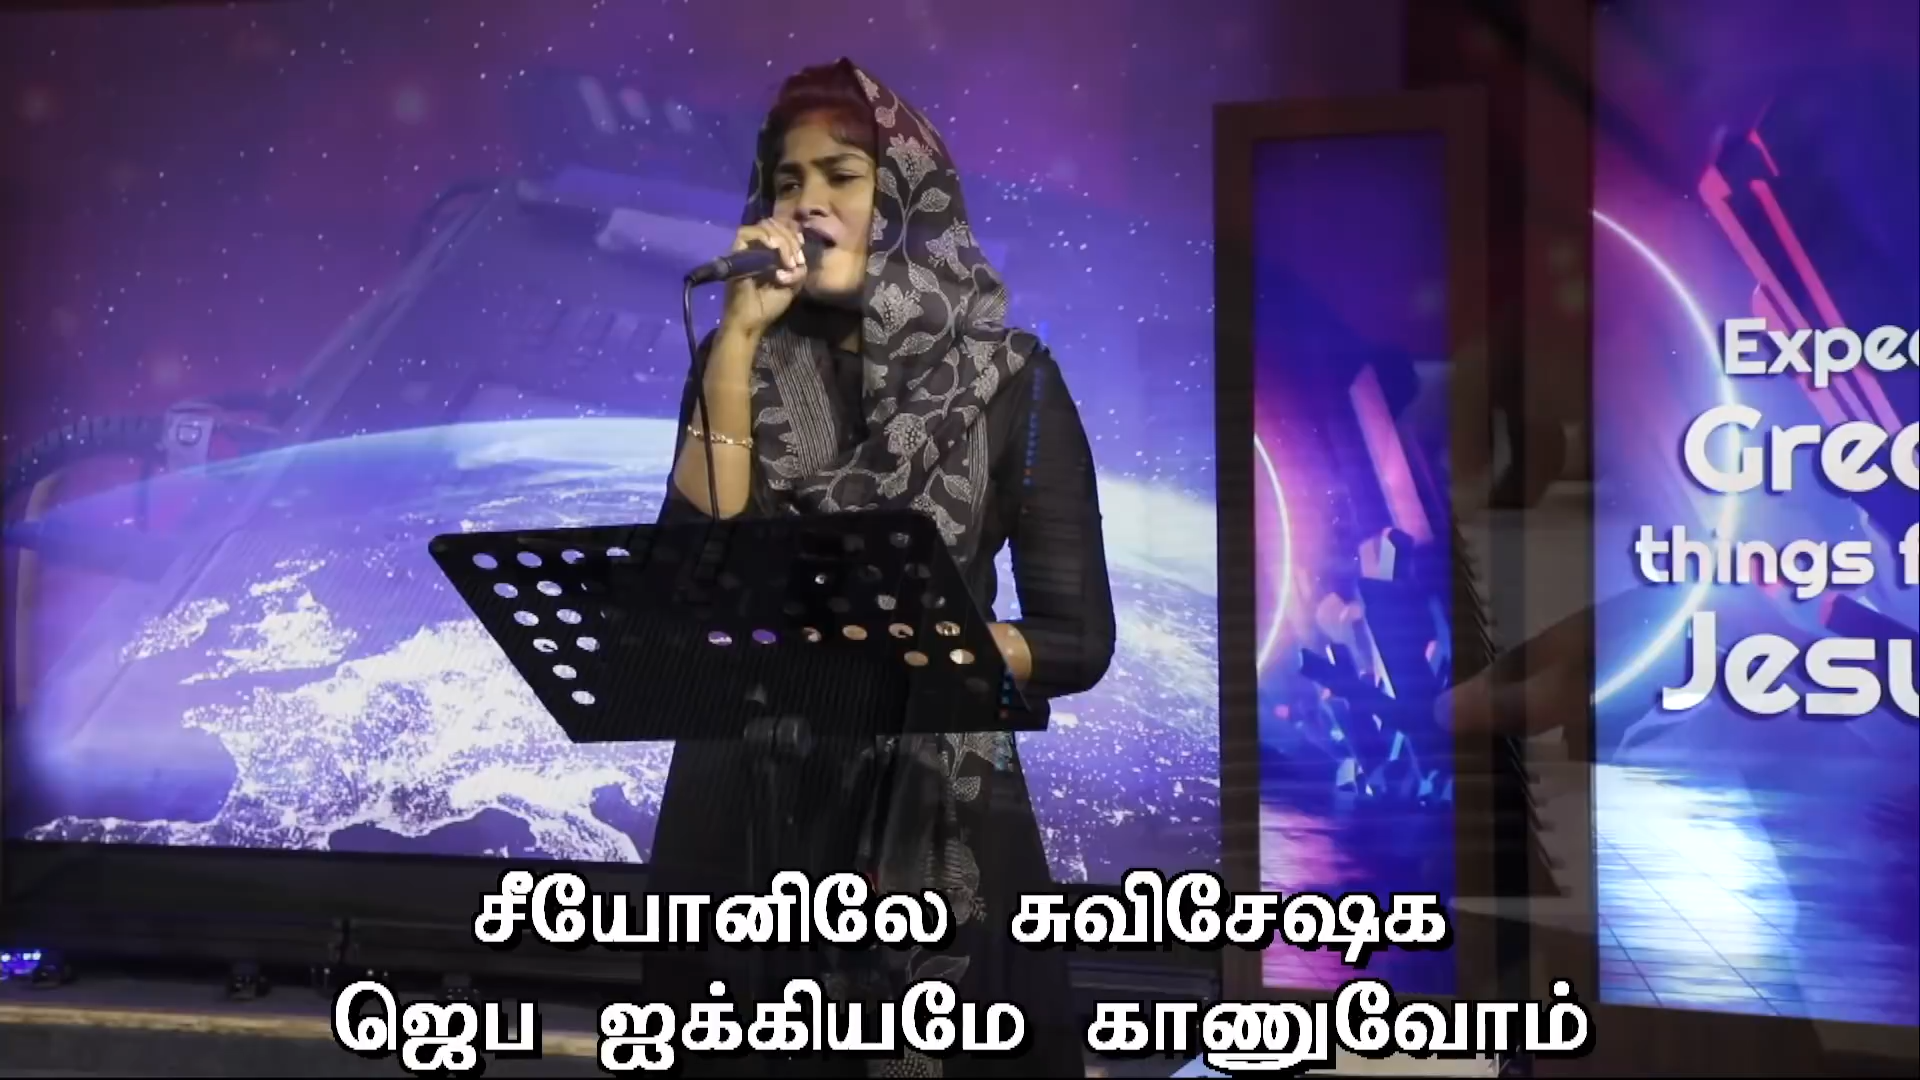 Expec
Grea
things f
Jesu
சீயோனிலே சுவிசேஷக
ஜெப ஐக்கியமே காணுவோம்